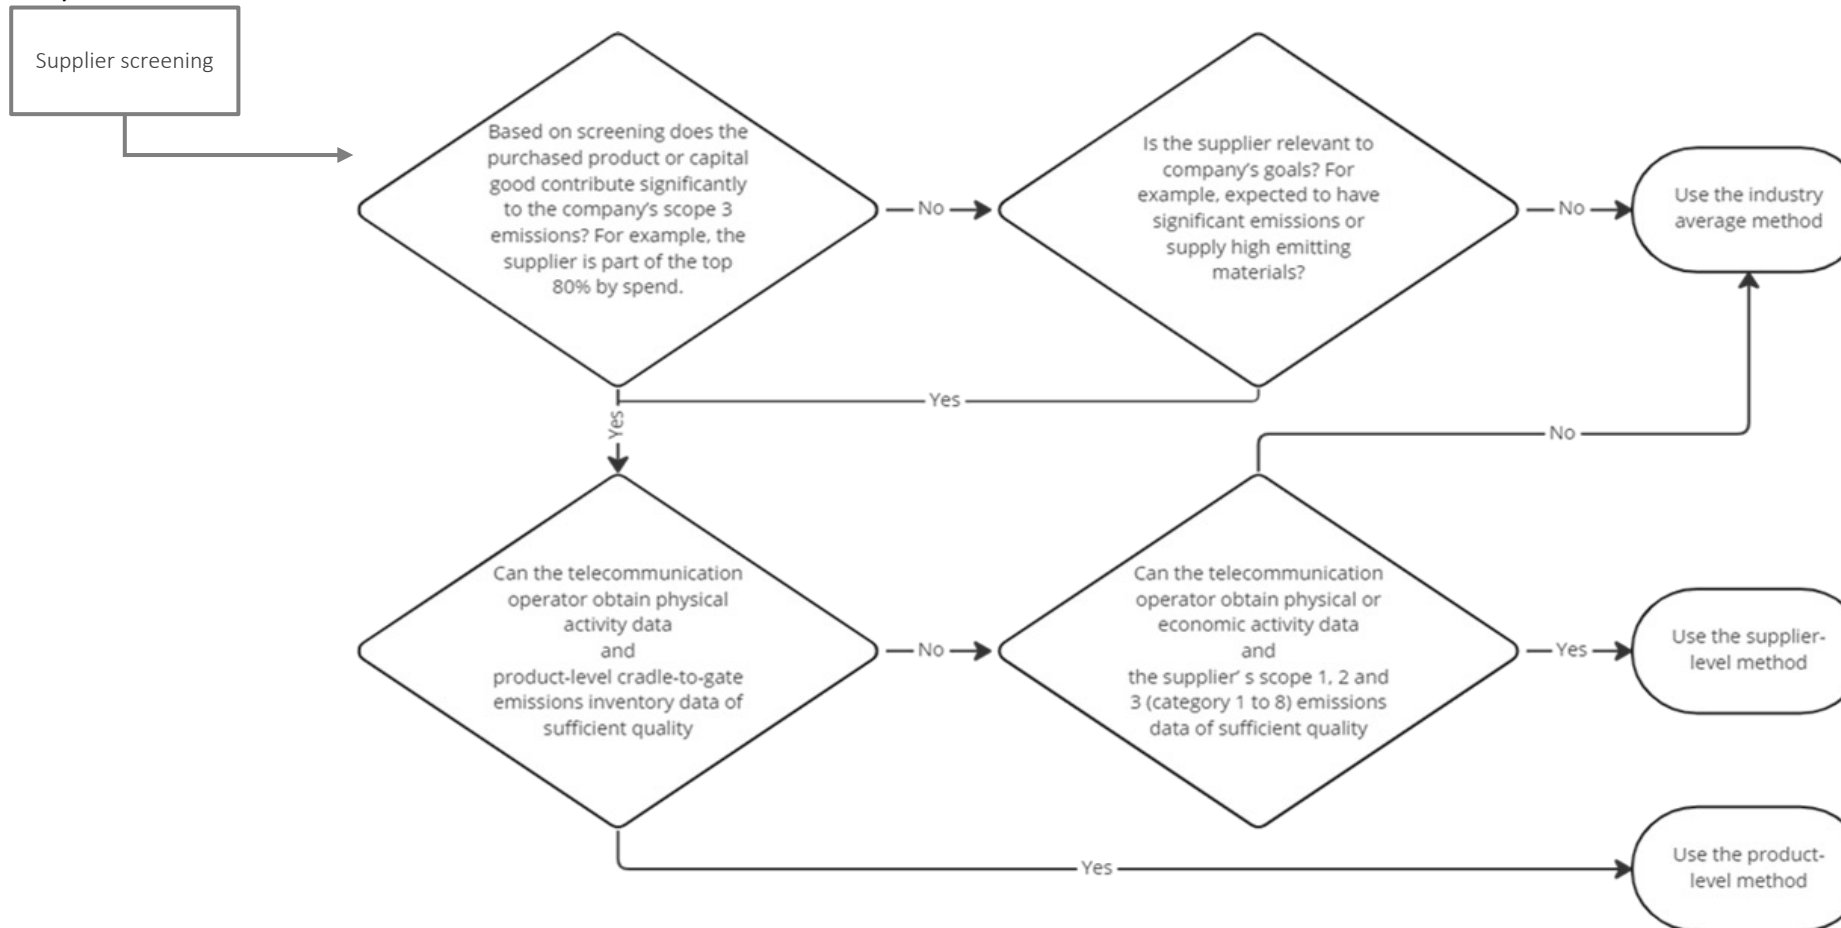 Supplier screening
Based on screening does the
purchased product or capital
good contribute significantly
to the company's scope 3
emissions? For example, the
supplier is part of the top
80% by spend.
No
Is the supplier relevant to
company's goals? For
example, expected to have
significant emissions or
supply high emitting
materials?
No
Use the industry
average method
Yes
Yes
No
Can the telecommunication
operator obtain physical
activity data
and
product-level cradle-to-gate
emissions inventory data of
sufficient quality
No
Can the telecommunication
operator obtain physical or
economic activity data
and
the supplier' s scope 1, 2 and
3 (category 1 to 8) emissions
data of sufficient quality
Yes
Use the supplier-
level method
Yes
Use the product-
level method